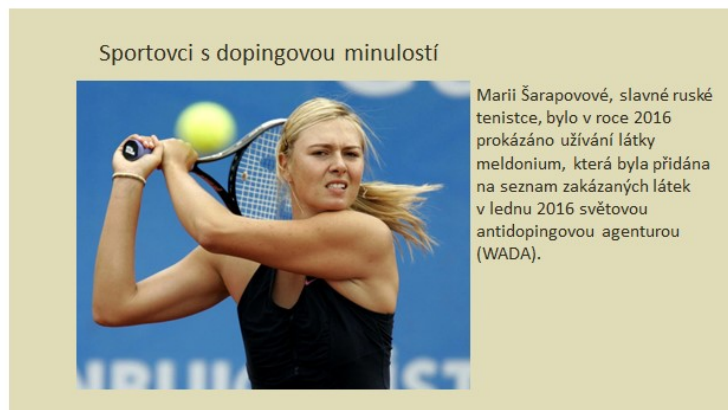 Sportovci s dopingovou minulostí
Marii Šarapovové, slavné ruské
tenistce, bylo v roce 2016
prokázáno užívání látky
meldonium, která byla přidána
na seznam zakázaných látek
v lednu 2016 světovou
antidopingovou agenturou
(WADA).